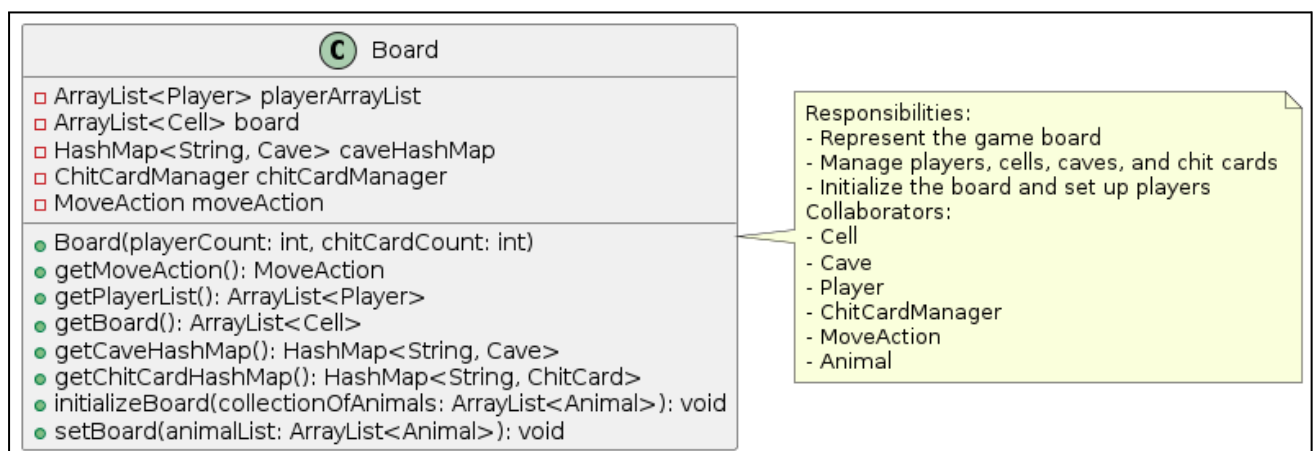 C Board
ArrayList<Player> playerArrayList
ArrayList<Cell> board
HashMap<String, Cave> caveHashMap
ChitCardManager chitCardManager
MoveAction moveAction
Board(playerCount: int, chitCardCount: int)
getMoveAction(): MoveAction
getPlayerList(): ArrayList<Player>
getBoard(): ArrayList<Cell>
getCaveHashMap(): HashMap<String, Cave>
getChitCardHashMap(): HashMap<String, ChitCard>
initializeBoard(collectionOfAnimals: ArrayList<Animal>): void
setBoard(animalList: ArrayList<Animal>): void
Responsibilities:
- Represent the game board
- Manage players, cells, caves, and chit cards
- Initialize the board and set up players
Collaborators:
- Cell
- Cave
- Player
- ChitCardManager
- MoveAction
- Animal